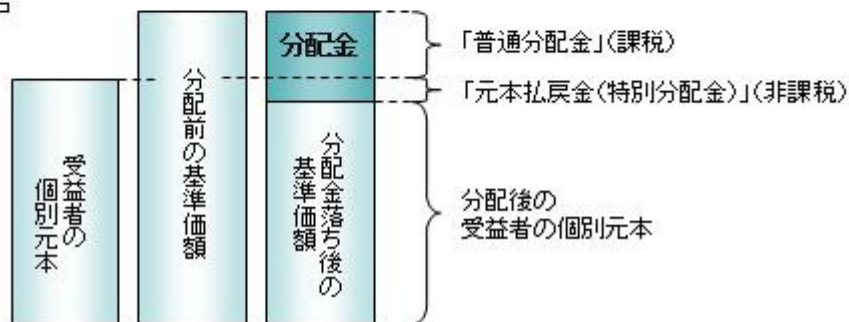 受益者の
個別元本
分配前の基準価額
分配金
分配金落ち後の
基準価額
「普通分配金」(課税)
「元本払戻金(特別分配金)」(非課税)
分配後の
受益者の個別元本